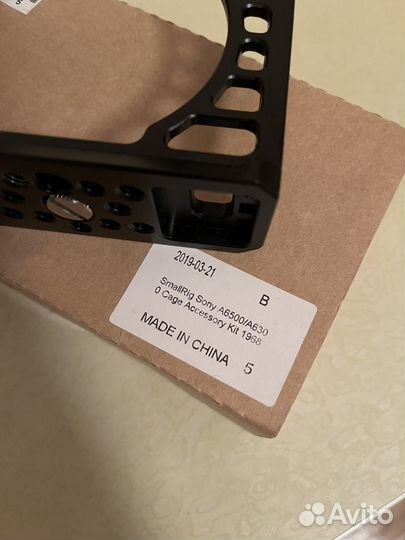 2019-03-21 B
SmallRig Sony A6500/A630
0 Cage Accessory Kit 1968
MADE IN CHINA 5
Avito